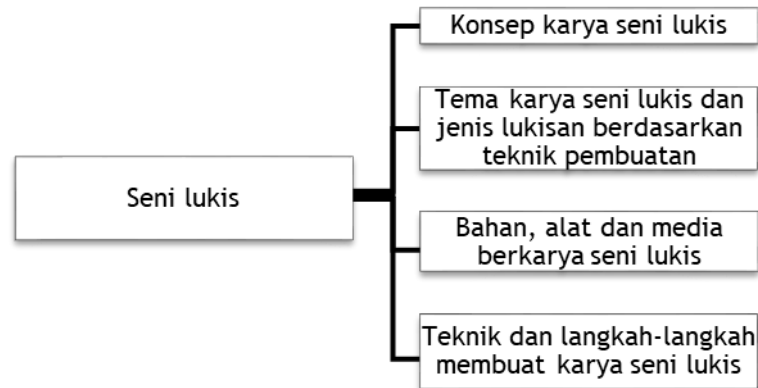 Seni lukis
Konsep karya seni lukis
Tema karya seni lukis dan
jenis lukisan berdasarkan
teknik pembuatan
Bahan, alat dan media
berkarya seni lukis
Teknik dan langkah-langkah
membuat karya seni lukis